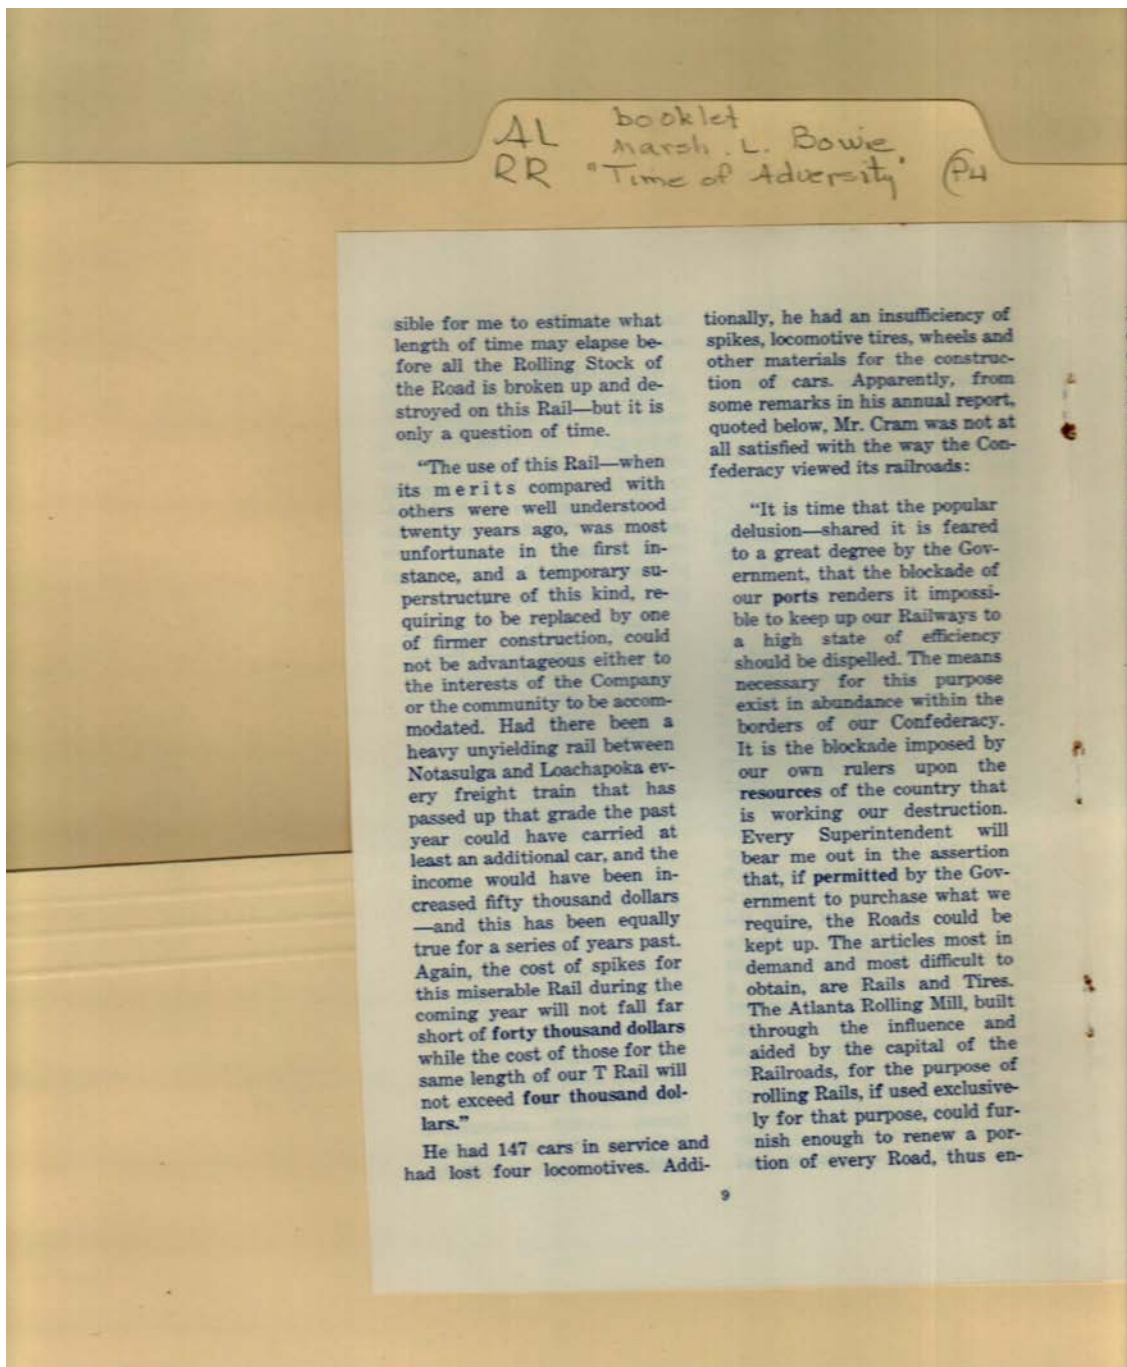 AL booklet
Marsh. L. Bowie
RR "Time of Adversity" P4
sible for me to estimate what
length of time may elapse be-
fore all the Rolling Stock of
the Road is broken up and de-
stroyed on this Rail—but it is
only a question of time.
"The use of this Rail—when
its merits compared with
others were well understood
twenty years ago, was most
unfortunate in the first in-
stance, and a temporary su-
perstructure of this kind, re-
quiring to be replaced by one
of firmer construction, could
not be advantageous either to
the interests of the Company
or the community to be accom-
modated. Had there been a
heavy unyielding rail between
Notasulga and Loachapoka ev-
ery freight train that has
passed up that grade the past
year could have carried at
least an additional car, and the
income would have been in-
creased fifty thousand dollars
—and this has been equally
true for a series of years past.
Again, the cost of spikes for
this miserable Rail during the
coming year will not fall far
short of forty thousand dollars
while the cost of those for the
same length of our T Rail will
not exceed four thousand dol-
lars."
He had 147 cars in service and
had lost four locomotives. Addi-
tionally, he had an insufficiency of
spikes, locomotive tires, wheels and
other materials for the construc-
tion of cars. Apparently, from
some remarks in his annual report,
quoted below, Mr. Cram was not at
all satisfied with the way the Con-
federacy viewed its railroads:
"It is time that the popular
delusion—shared it is feared
to a great degree by the Gov-
ernment, that the blockade of
our ports renders it impossi-
ble to keep up our Railways to
a high state of efficiency
should be dispelled. The means
necessary for this purpose
exist in abundance within the
borders of our Confederacy.
It is the blockade imposed by
our own rulers upon the
resources of the country that
is working our destruction.
Every Superintendent will
bear me out in the assertion
that, if permitted by the Gov-
ernment to purchase what we
require, the Roads could be
kept up. The articles most in
demand and most difficult to
obtain, are Rails and Tires.
The Atlanta Rolling Mill, built
through the influence and
aided by the capital of the
Railroads, for the purpose of
rolling Rails, if used exclusive-
ly for that purpose, could fur-
nish enough to renew a por-
tion of every Road, thus en-
9